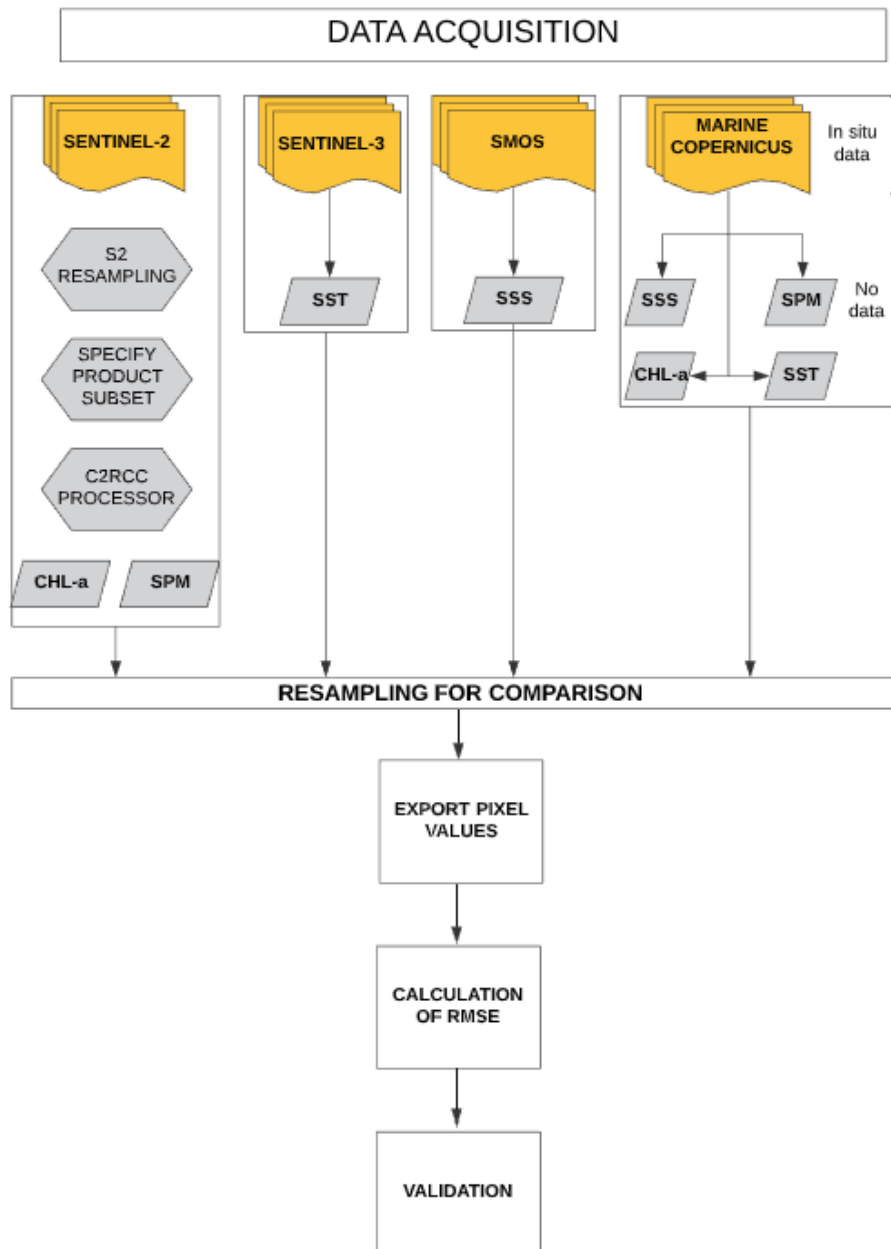 DATA ACQUISITION
SENTINEL-2
SENTINEL-3
SMOS
MARINE
COPERNICUS
In situ
data
S2
RESAMPLING
SST
SSS
SSS
SPM
No
data
SPECIFY
PRODUCT
SUBSET
CHL-a
SST
C2RCC
PROCESSOR
CHL-a
SPM
RESAMPLING FOR COMPARISON
EXPORT PIXEL
VALUES
CALCULATION
OF RMSE
VALIDATION